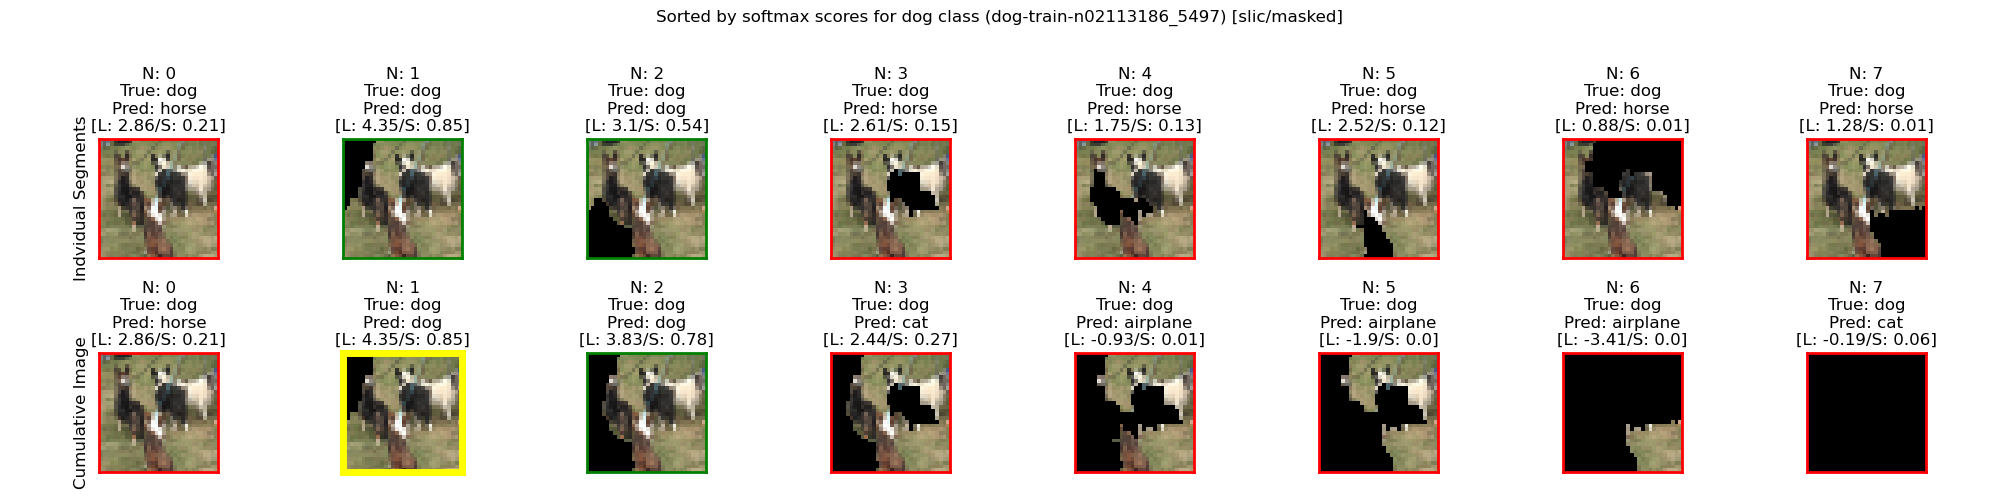 Sorted by softmax scores for dog class (dog-train-n02113186_5497) [slic/masked]
Indvidual Segments
N: 0
True: dog
Pred: horse
[L: 2.86/S: 0.21]
N: 1
True: dog
Pred: dog
[L: 4.35/S: 0.85]
N: 2
True: dog
Pred: dog
[L: 3.1/S: 0.54]
N: 3
True: dog
Pred: horse
[L: 2.61/S: 0.15]
N: 4
True: dog
Pred: horse
[L: 1.75/S: 0.13]
N: 5
True: dog
Pred: horse
[L: 2.52/S: 0.12]
N: 6
True: dog
Pred: horse
[L: 0.88/S: 0.01]
N: 7
True: dog
Pred: horse
[L: 1.28/S: 0.01]
Cumulative Image
N: 0
True: dog
Pred: horse
[L: 2.86/S: 0.21]
N: 1
True: dog
Pred: dog
[L: 4.35/S: 0.85]
N: 2
True: dog
Pred: dog
[L: 3.83/S: 0.78]
N: 3
True: dog
Pred: cat
[L: 2.44/S: 0.27]
N: 4
True: dog
Pred: airplane
[L: -0.93/S: 0.01]
N: 5
True: dog
Pred: airplane
[L: -1.9/S: 0.0]
N: 6
True: dog
Pred: airplane
[L: -3.41/S: 0.0]
N: 7
True: dog
Pred: cat
[L: -0.19/S: 0.06]